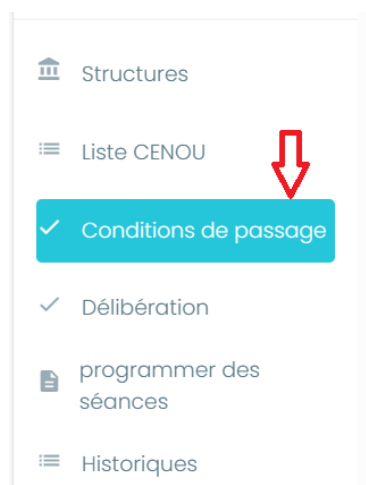 Structures
Liste CENOU
Conditions de passage
Délibération
programmer des
séances
Historiques